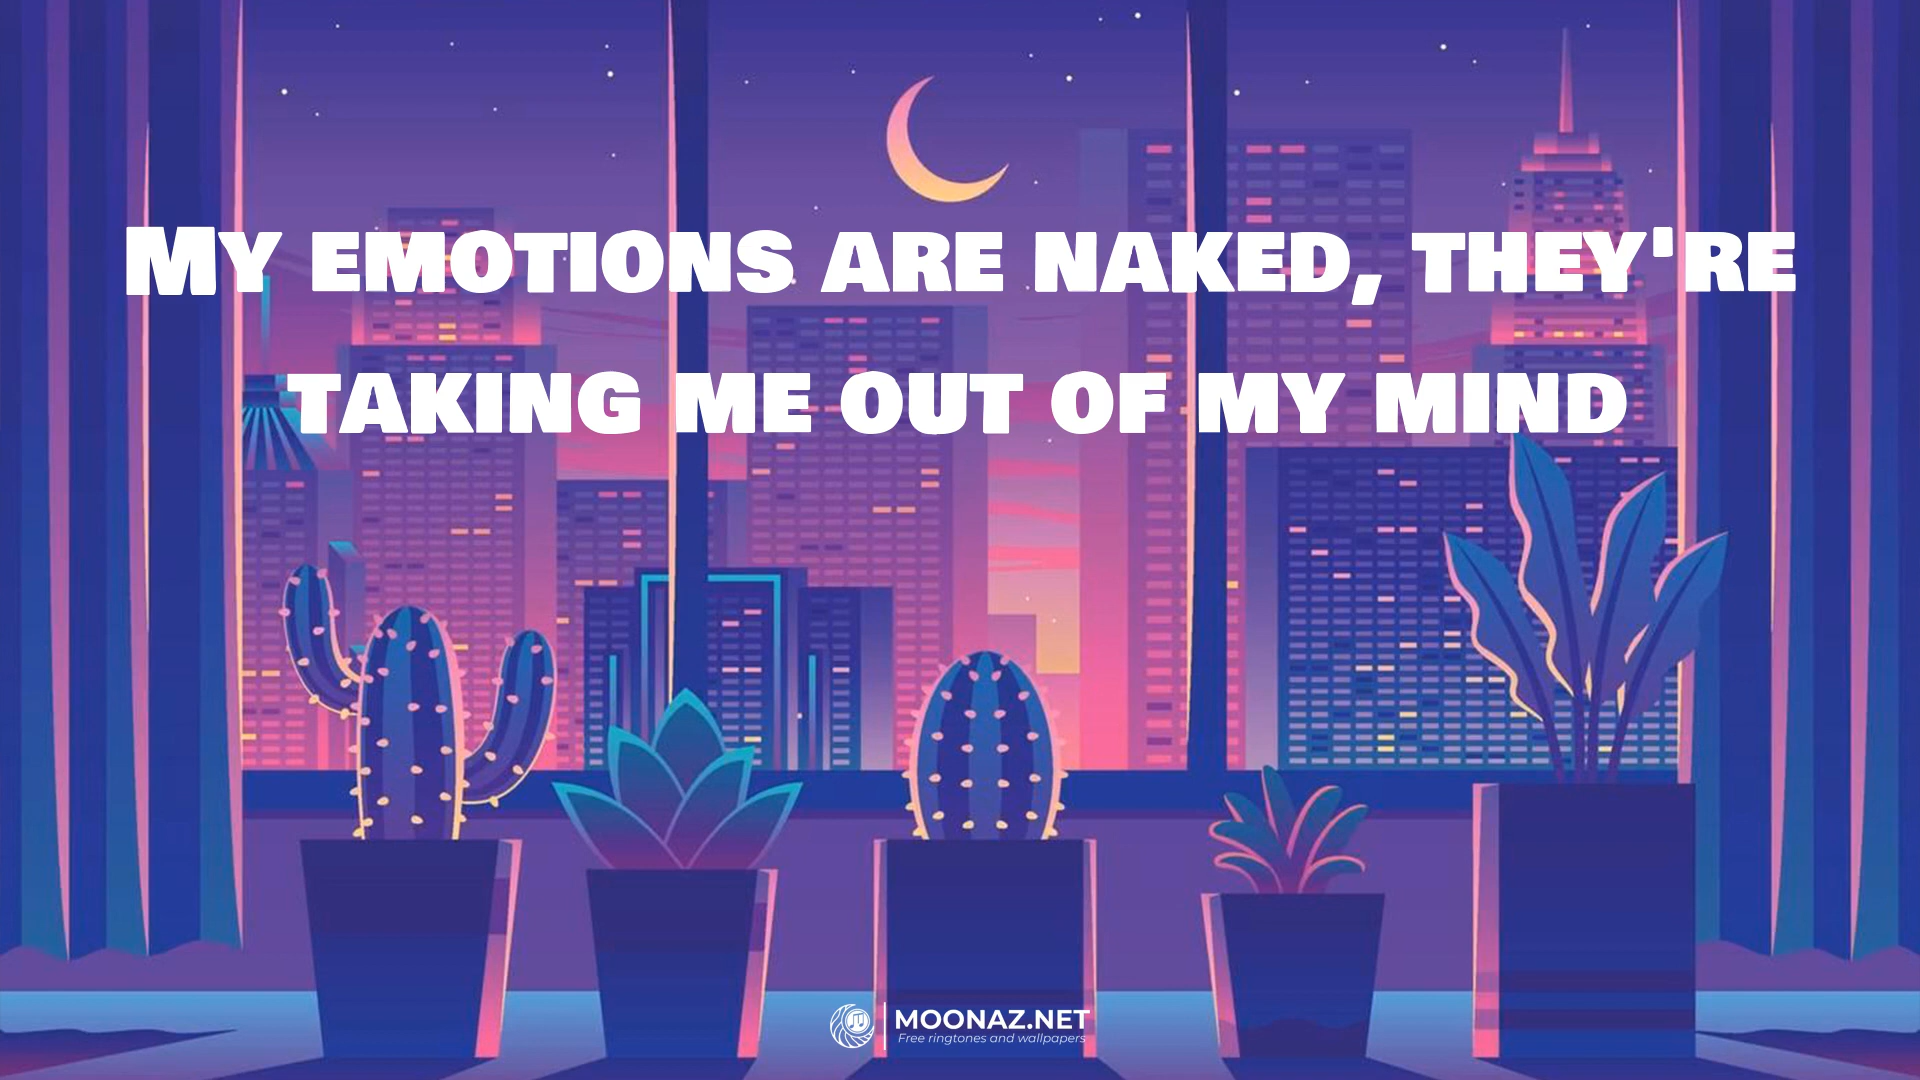 My emotions are naked, they're
taking me out of my mind
MOONAZ.NET
Free ringtones and wallpapers